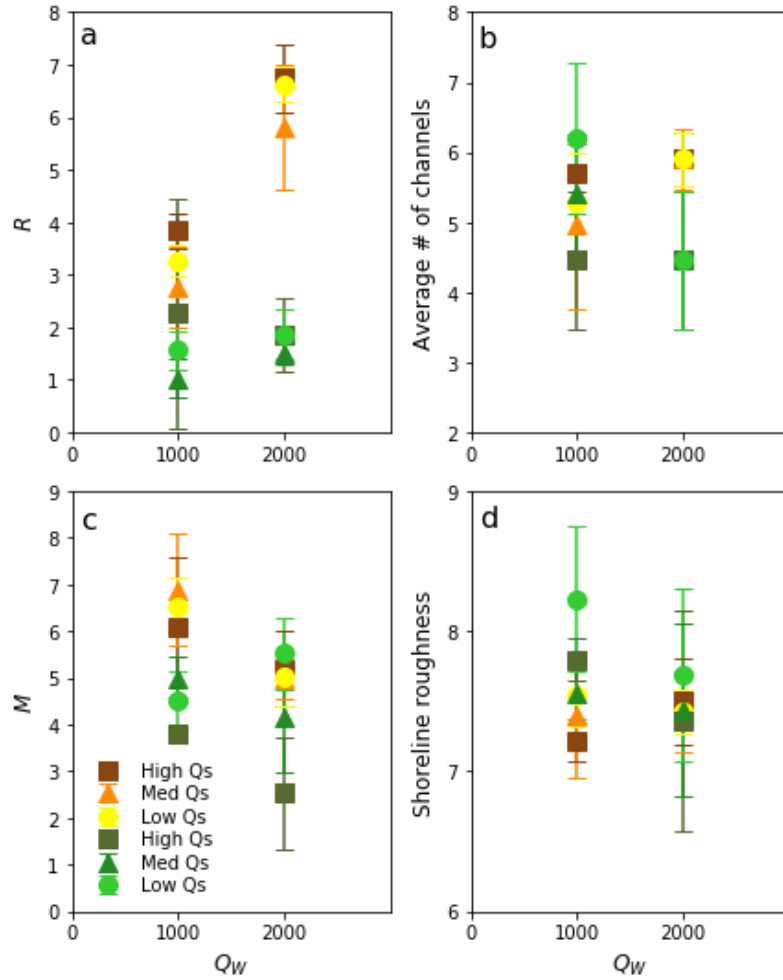 a
8
7
6
5
4
3
2
1
0
R
0 1000 2000
b
8
7
6
5
4
3
2
Average # of channels
0 1000 2000
c
9
8
7
6
5
4
3
2
1
0
M
High Qs
Med Qs
Low Qs
High Qs
Med Qs
Low Qs
0 1000 2000
Q_W
d
9
8
7
6
Shoreline roughness
0 1000 2000
Q_W